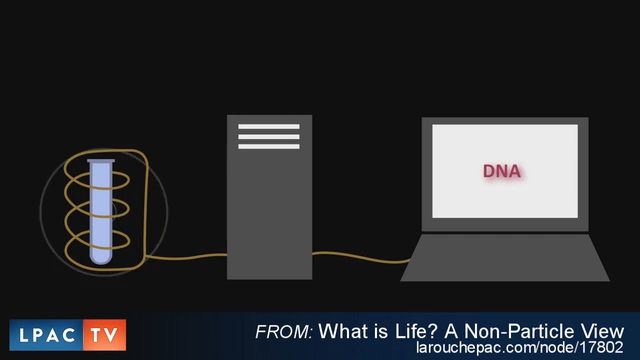 DNA
LPAC TV
FROM: What is Life? A Non-Particle View
larouchepac.com/node/17802